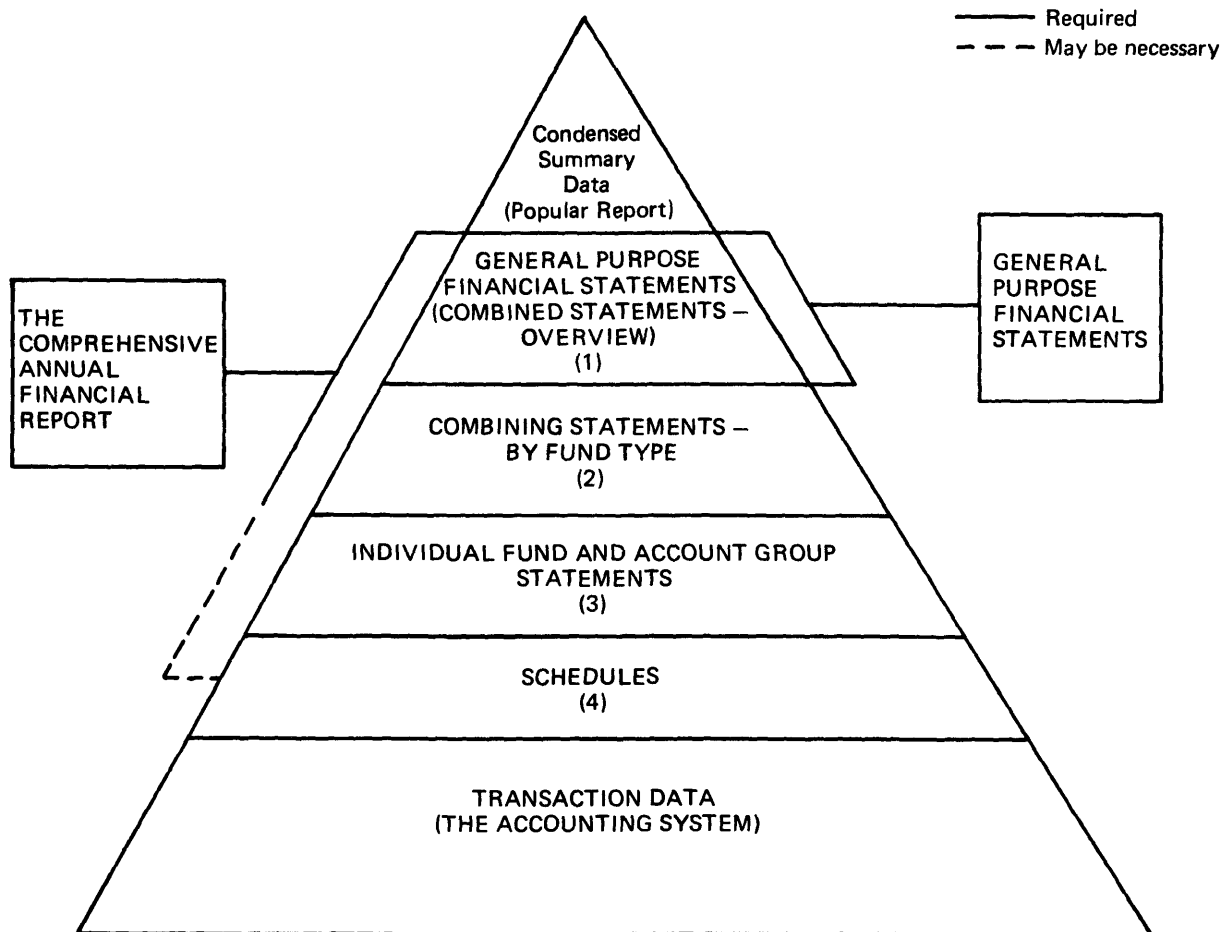 Required
May be necessary
Condensed
Summary
Data
(Popular Report)
GENERAL PURPOSE
FINANCIAL STATEMENTS
(COMBINED STATEMENTS –
OVERVIEW)
(1)
GENERAL
PURPOSE
FINANCIAL
STATEMENTS
THE
COMPREHENSIVE
ANNUAL
FINANCIAL
REPORT
COMBINING STATEMENTS –
BY FUND TYPE
(2)
INDIVIDUAL FUND AND ACCOUNT GROUP
STATEMENTS
(3)
SCHEDULES
(4)
TRANSACTION DATA
(THE ACCOUNTING SYSTEM)